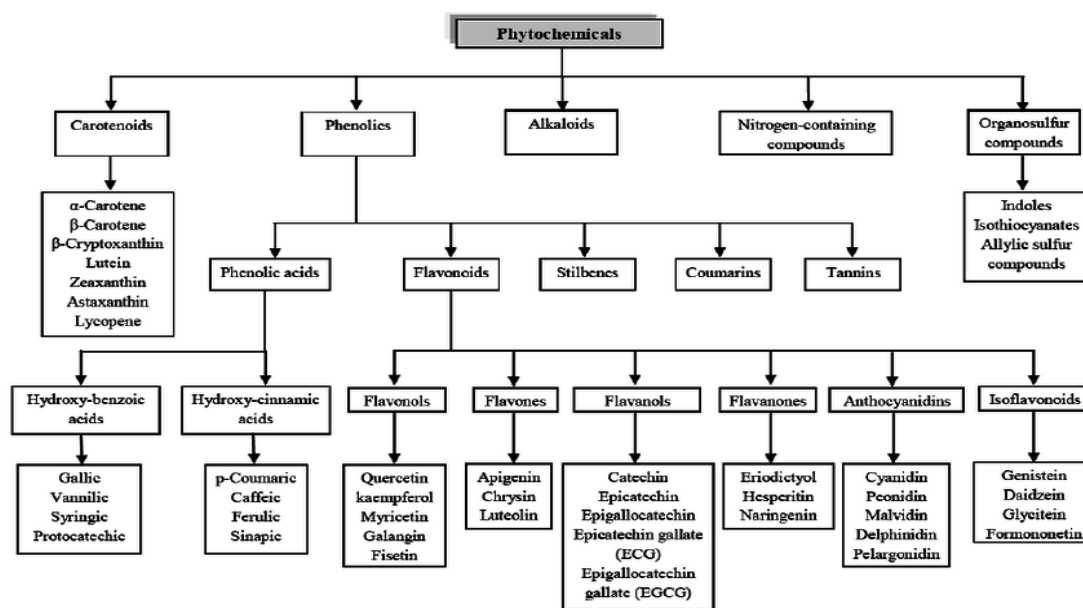 Phytochemicals
Carotenoids
Phenolics
Alkaloids
Nitrogen-containing
compounds
Organosulfur
compounds
α-Carotene
β-Carotene
β-Cryptoxanthin
Lutein
Zeaxanthin
Astaxanthin
Lycopene
Indoles
Isothiocyanates
Allylic sulfur
compounds
Phenolic acids
Flavonoids
Stilbenes
Coumarins
Tannins
Hydroxy-benzoic
acids
Hydroxy-cinnamic
acids
Flavonols
Flavones
Flavanols
Flavanones
Anthocyanidins
Isoflavonoids
Gallic
Vannilic
Syringic
Protocatechic
p-Coumaric
Caffeic
Ferulic
Sinapic
Quercetin
kaempferol
Myricetin
Galangin
Fisetin
Apigenin
Chrysin
Luteolin
Catechin
Epicatechin
Epigallocatechin
Epicatechin gallate
(ECG)
Epigallocatechin
gallate (EGCG)
Eriodictyol
Hesperitin
Naringenin
Cyanidin
Peonidin
Malvidin
Delphinidin
Pelargonidin
Genistein
Daidzein
Glycitein
Formononetin